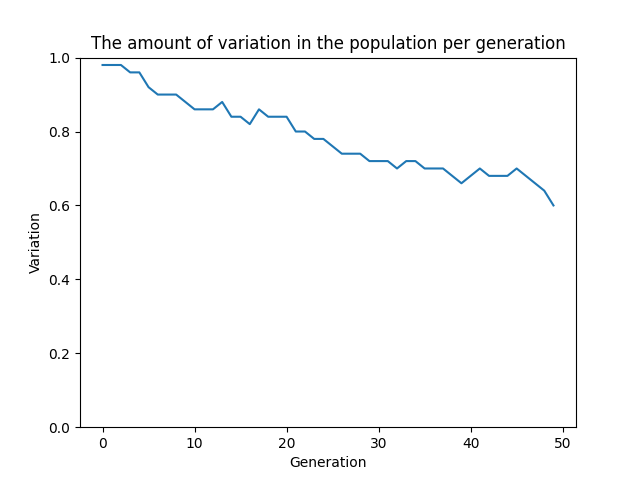 The amount of variation in the population per generation
1.0
0.8
0.6
0.4
0.2
0.0
Variation
0 10 20 30 40 50
Generation